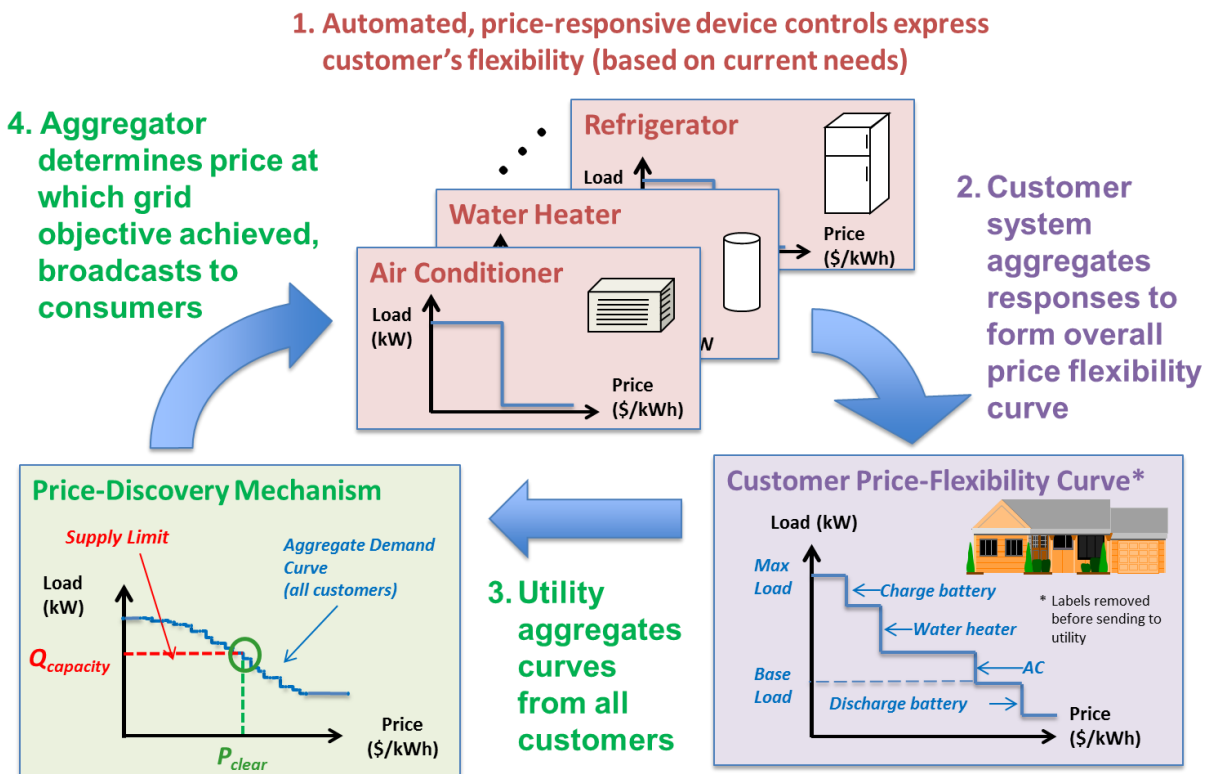 1. Automated, price-responsive device controls express
customer's flexibility (based on current needs)
4. Aggregator
determines price at
which grid
objective achieved,
broadcasts to
consumers
Refrigerator
Load
Price
($/kWh)
Water Heater
W
Air Conditioner
Load
(kW)
Price
($/kWh)
2. Customer
system
aggregates
responses to
form overall
price flexibility
curve
Customer Price-Flexibility Curve*
Load (kW)
Max
Load
Charge battery
* Labels removed
before sending to
utility
Water heater
AC
Base
Load
Discharge battery
Price
($/kWh)
3. Utility
aggregates
curves
from all
customers
Price-Discovery Mechanism
Supply Limit
Aggregate Demand
Curve
(all customers)
Load
(kW)
Qcapacity
Price
($/kWh)
Pclear